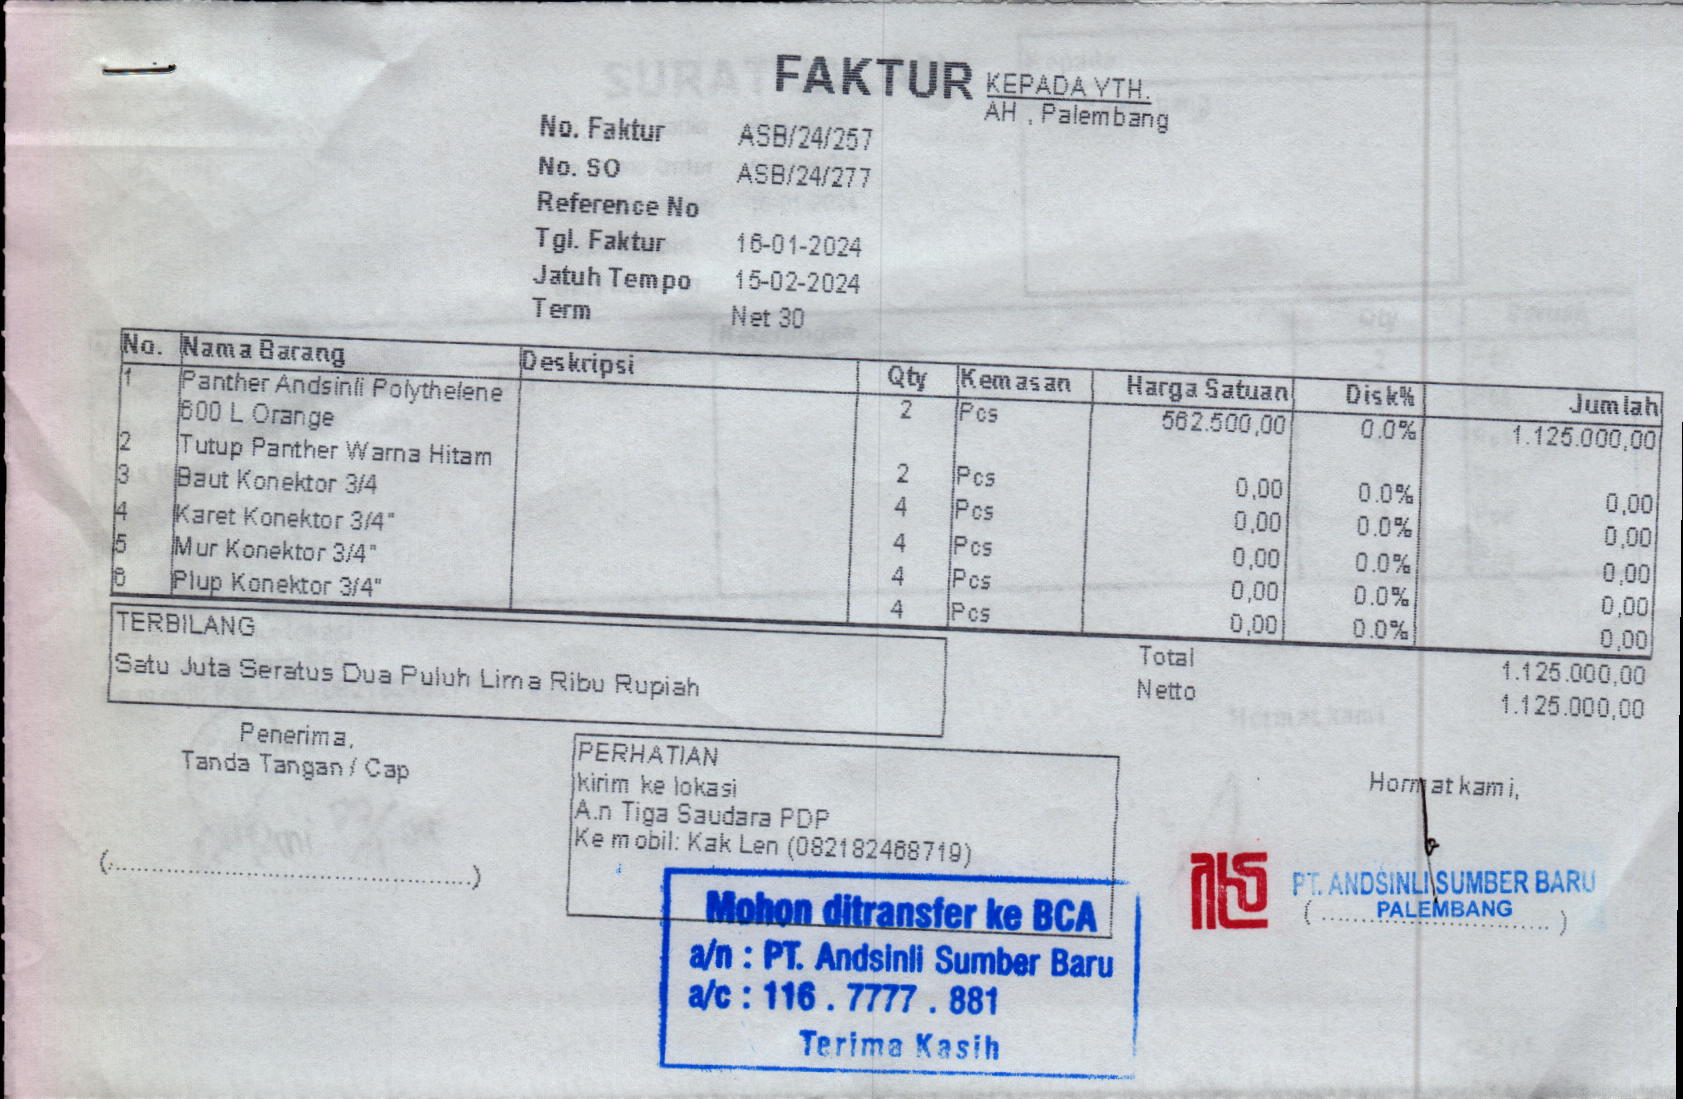 FAKTUR
KEPADA YTH.
AH , Palembang
No. Faktur ASB/24/257
No. SO ASB/24/277
Reference No
Tgl. Faktur 16-01-2024
Jatuh Tempo 15-02-2024
Term Net 30
No. Nama Barang Deskripsi Qty Kemasan Harga Satuan Disk% Jumlah
1 Panther Andsinli Polythelene 600 L Orange 2 Pcs 562.500,00 0.0% 1.125.000,00
2 Tutup Panther Warna Hitam 2 Pcs 0,00 0.0% 0,00
3 Baut Konektor 3/4 4 Pcs 0,00 0.0% 0,00
4 Karet Konektor 3/4" 4 Pcs 0,00 0.0% 0,00
5 Mur Konektor 3/4" 4 Pcs 0,00 0.0% 0,00
6 Plup Konektor 3/4" 4 Pcs 0,00 0.0% 0,00
TERBILANG
Satu Juta Seratus Dua Puluh Lima Ribu Rupiah
Total 1.125.000,00
Netto 1.125.000,00
Penerima,
Tanda Tangan / Cap
(..............................................)
PERHATIAN
kirim ke lokasi
A.n Tiga Saudara PDP
Ke mobil: Kak Len (082182468719)
Hormat kami,
PT. ANDSINLI SUMBER BARU
PALEMBANG
(..............................)
Mohon ditransfer ke BCA
a/n : PT. Andsinli Sumber Baru
a/c : 116 . 7777 . 881
Terima Kasih